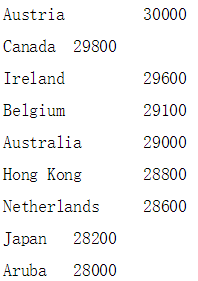 Austria 30000
Canada 29800
Ireland 29600
Belgium 29100
Australia 29000
Hong Kong 28800
Netherlands 28600
Japan 28200
Aruba 28000